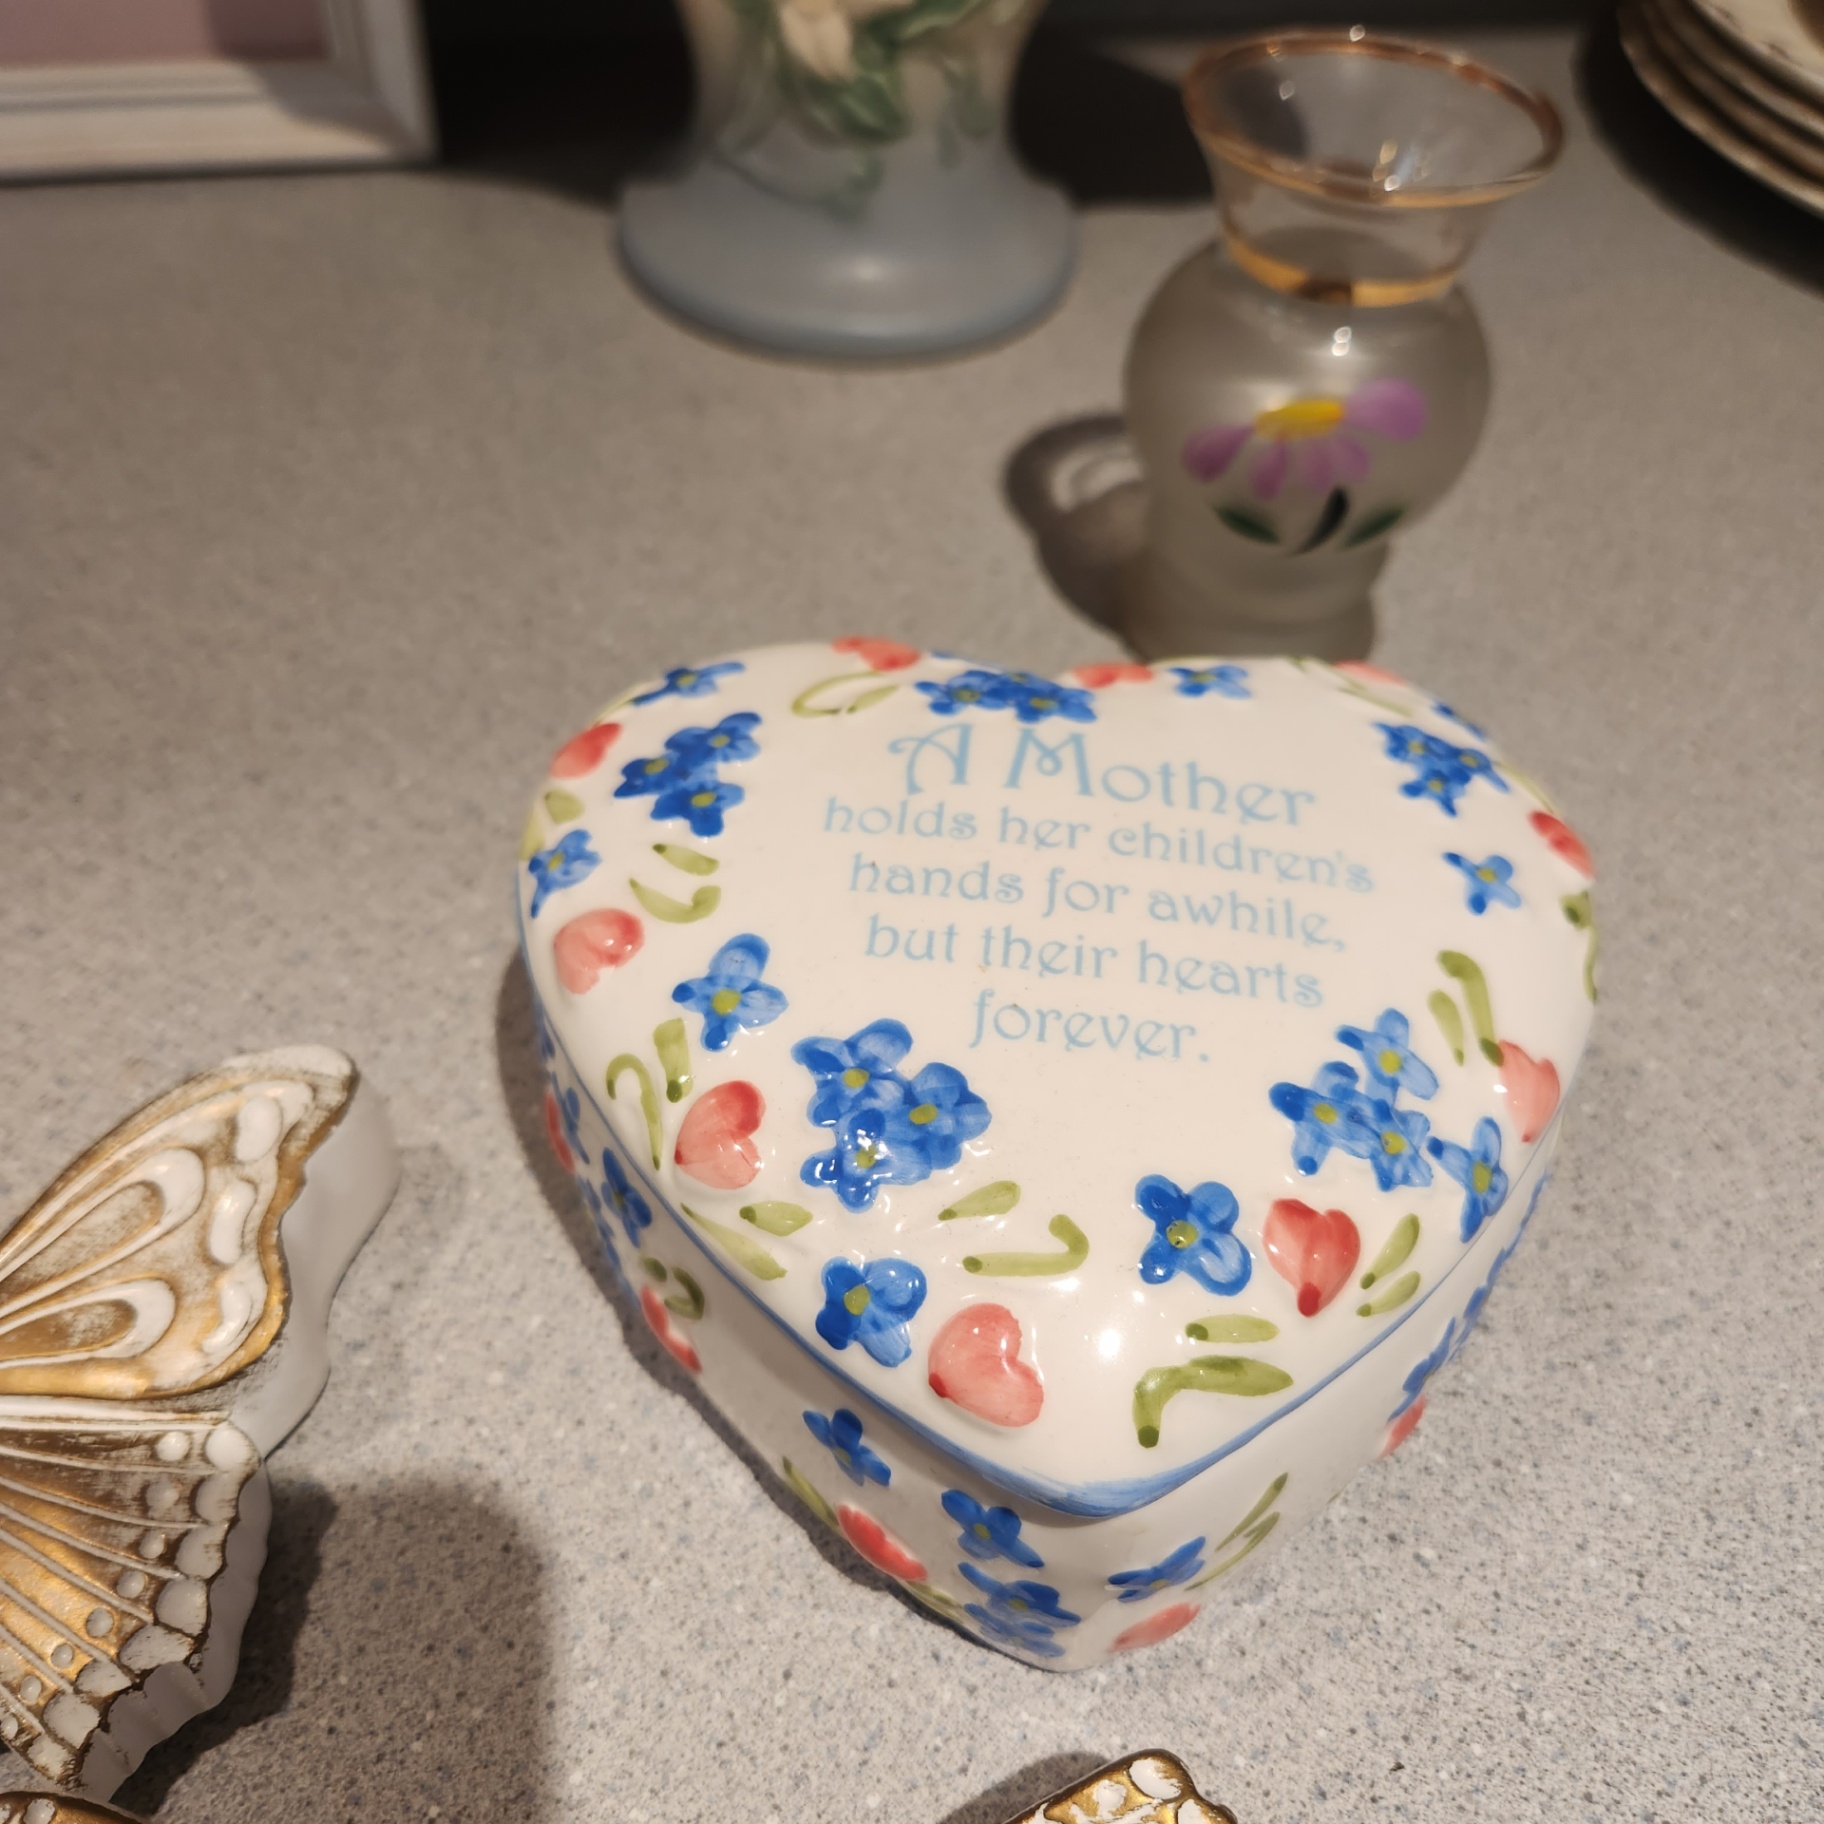 A Mother
holds her children's
hands for awhile,
but their hearts
forever.